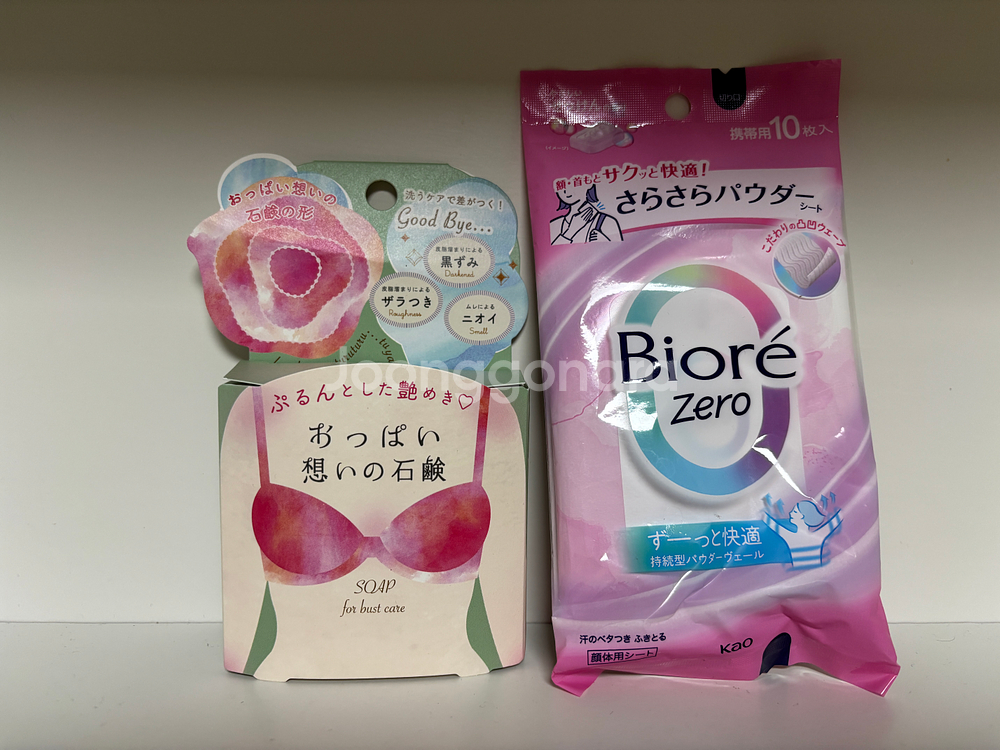 おっぱい想いの
石鹸の形
洗うケアで差がつく!
Good Bye...
皮脂溜まりによる
黒ずみ
Darkened
皮脂溜まりによる
ザラつき
Roughness
ムレによる
ニオイ
Smell
ぷるんとした艶めき♡
おっぱい
想いの石鹸
SOAP
for bust care
切り口
携帯用10枚入
額・首もとサクッと快適!
さらさらパウダー
シート
こだわりの凸凹ウェーブ
Bioré
zero
ずーっと快適
持続型パウダーヴェール
汗のベタつき ふきとる
顔体用シート
Kao
Joonggonara